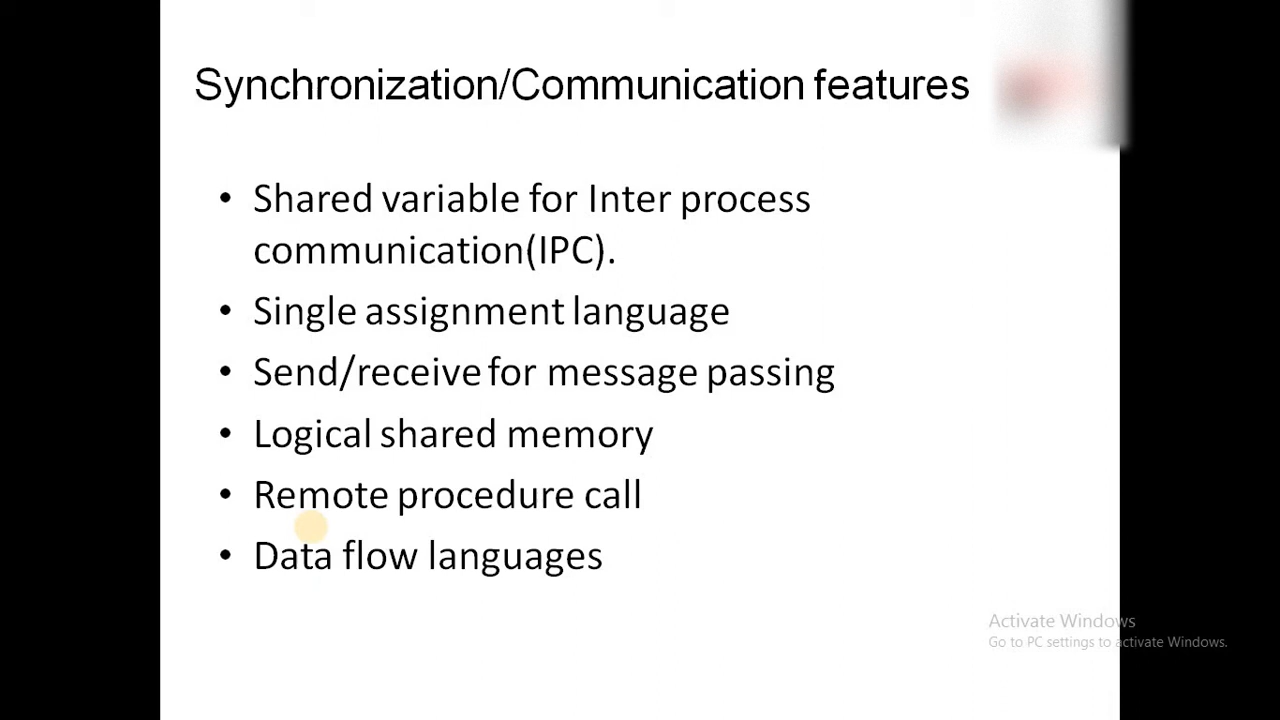 Synchronization/Communication features
• Shared variable for Inter process
communication(IPC).
• Single assignment language
• Send/receive for message passing
• Logical shared memory
• Remote procedure call
• Data flow languages
Activate Windows
Go to PC settings to activate Windows.